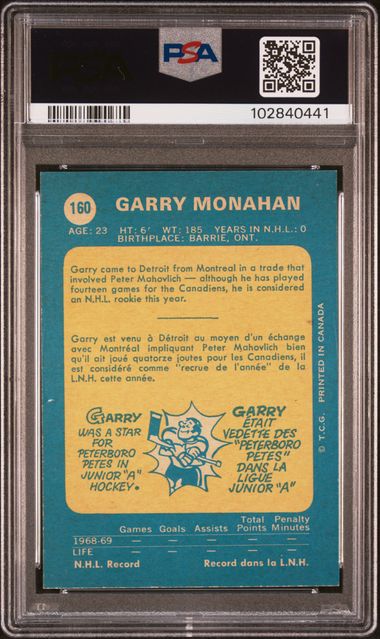 PSA
PSA
102840441
160 GARRY MONAHAN
AGE: 23 HT: 6' WT: 185 YEARS IN N.H.L.: 0
BIRTHPLACE: BARRIE, ONT.
Garry came to Detroit from Montreal in a trade that
involved Peter Mahovlich — although he has played
fourteen games for the Canadiens, he is considered
an N.H.L. rookie this year.
Garry est venu à Détroit au moyen d'un échange
avec Montréal impliquant Peter Mahovlich bien
qu'il ait joué quatorze joutes pour les Canadiens, il
est considéré comme "recrue de l'année" de la
L.N.H. cette année.
GARRY
WAS A STAR
FOR
PETERBORO
PETES IN
JUNIOR "A"
HOCKEY.
GARRY
ÉTAIT
VEDETTE DES
"PETERBORO
PETES"
DANS LA
LIGUE
JUNIOR "A"
© T.C.G. PRINTED IN CANADA
Games Goals Assists Total Points Penalty Minutes
1968-69 — — — — —
LIFE — — — — —
N.H.L. Record Record dans la L.N.H.